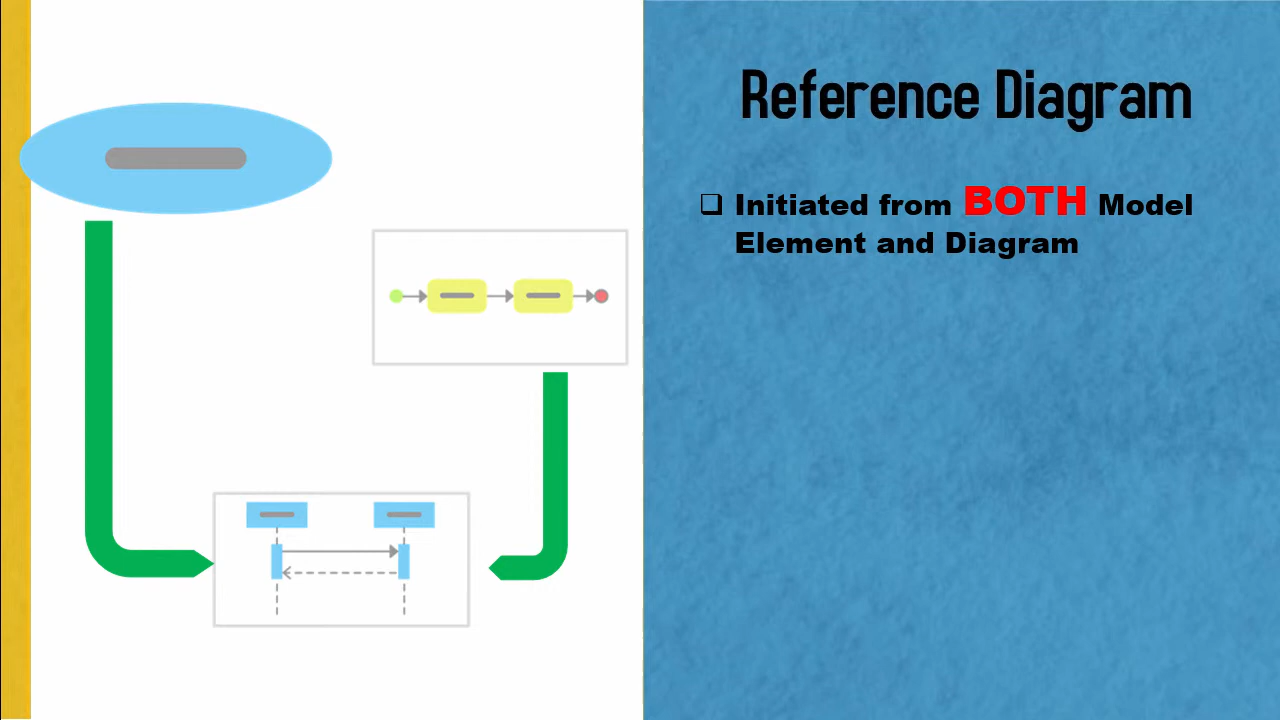 Reference Diagram
❑ Initiated from BOTH Model
Element and Diagram